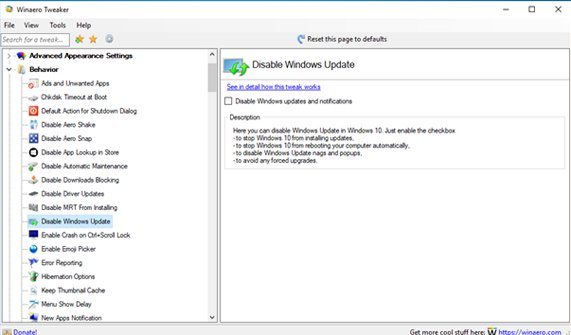 Winaero Tweaker
File View Tools Help
Search for a tweak...
Reset this page to defaults
Advanced Appearance Settings
Behavior
Ads and Unwanted Apps
Chkdsk Timeout at Boot
Default Action for Shutdown Dialog
Disable Aero Shake
Disable Aero Snap
Disable App Lookup in Store
Disable Automatic Maintenance
Disable Downloads Blocking
Disable Driver Updates
Disable MRT From Installing
Disable Windows Update
Enable Crash on Ctrl+Scroll Lock
Enable Emoji Picker
Error Reporting
Hibernation Options
Keep Thumbnail Cache
Menu Show Delay
New Apps Notification
Disable Windows Update
See in detail how this tweak works
Disable Windows updates and notifications
Description
Here you can disable Windows Update in Windows 10. Just enable the checkbox
- to stop Windows 10 from installing updates,
- to stop Windows 10 from rebooting your computer automatically,
- to disable Windows Update nags and popups,
- to avoid any forced upgrades.
Donate!
Get more cool stuff here: W https://winaero.com